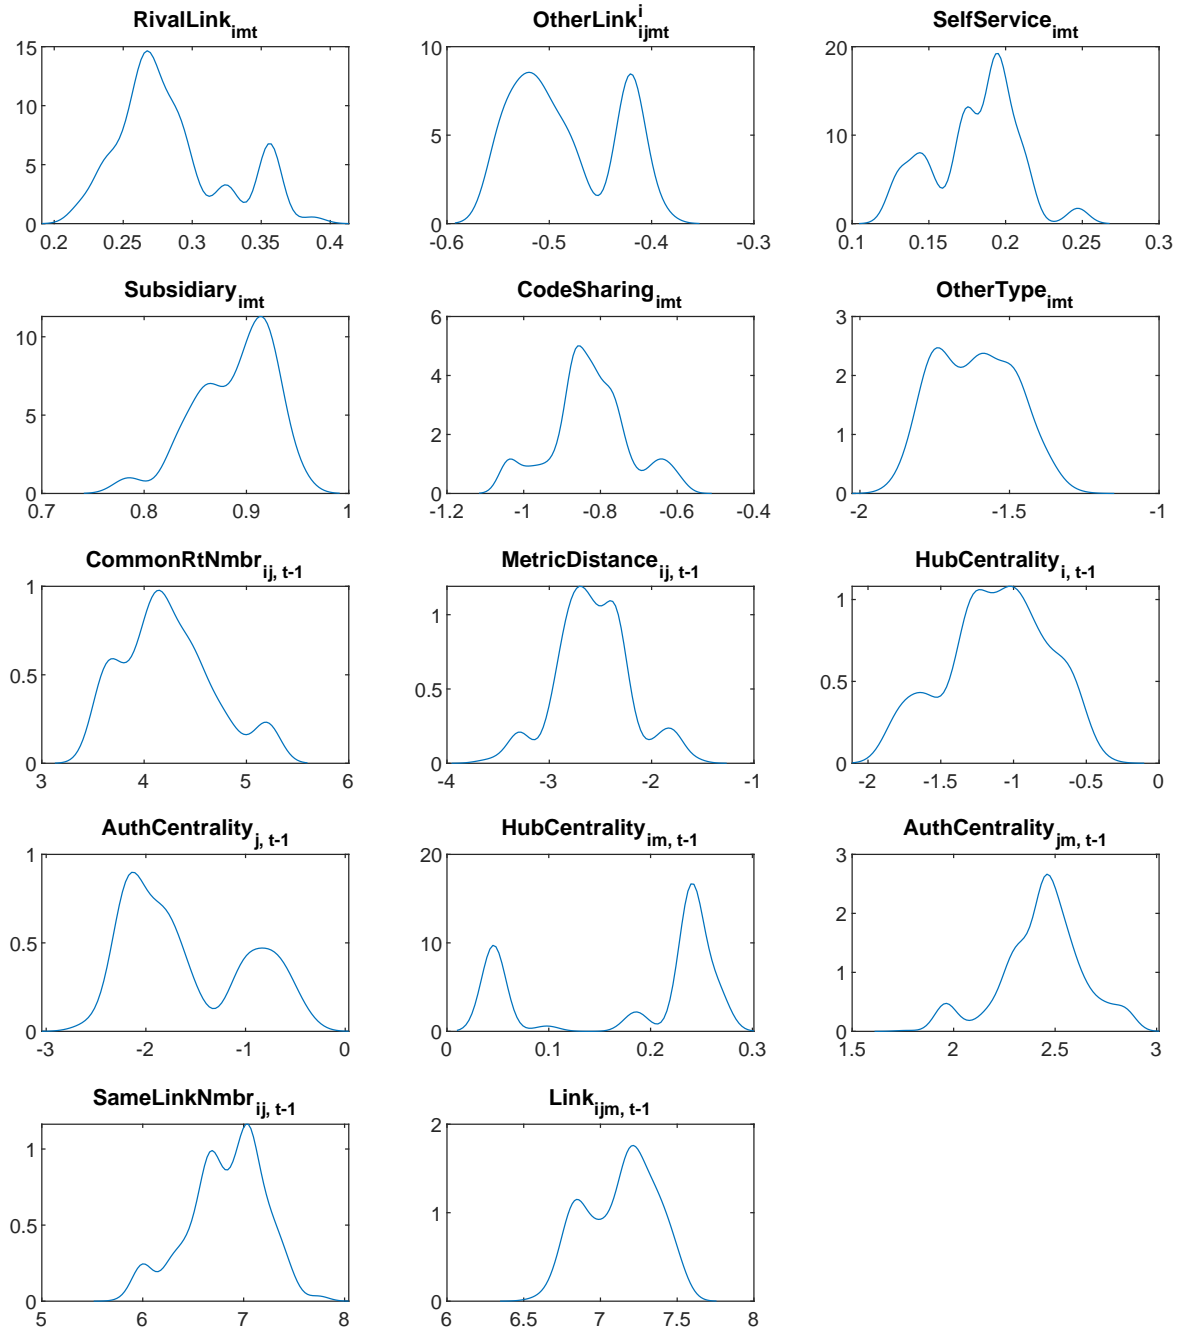 RivalLink_imt
OtherLink^i_ijmt
SelfService_imt
15
10
5
0
0.2 0.25 0.3 0.35 0.4
10
5
0
-0.6 -0.5 -0.4 -0.3
20
10
0
0.1 0.15 0.2 0.25 0.3
Subsidiary_imt
CodeSharing_imt
OtherType_imt
10
5
0
0.7 0.8 0.9 1
6
4
2
0
-1.2 -1 -0.8 -0.6 -0.4
3
2
1
0
-2 -1.5 -1
CommonRtNmbr_ij, t-1
MetricDistance_ij, t-1
HubCentrality_i, t-1
1
0.5
0
3 4 5 6
1
0.5
0
-4 -3 -2 -1
1
0.5
0
-2 -1.5 -1 -0.5 0
AuthCentrality_j, t-1
HubCentrality_im, t-1
AuthCentrality_jm, t-1
1
0.5
0
-3 -2 -1 0
20
10
0
0 0.1 0.2 0.3
3
2
1
0
1.5 2 2.5 3
SameLinkNmbr_ij, t-1
Link_ijm, t-1
1
0.5
0
5 6 7 8
2
1
0
6 6.5 7 7.5 8